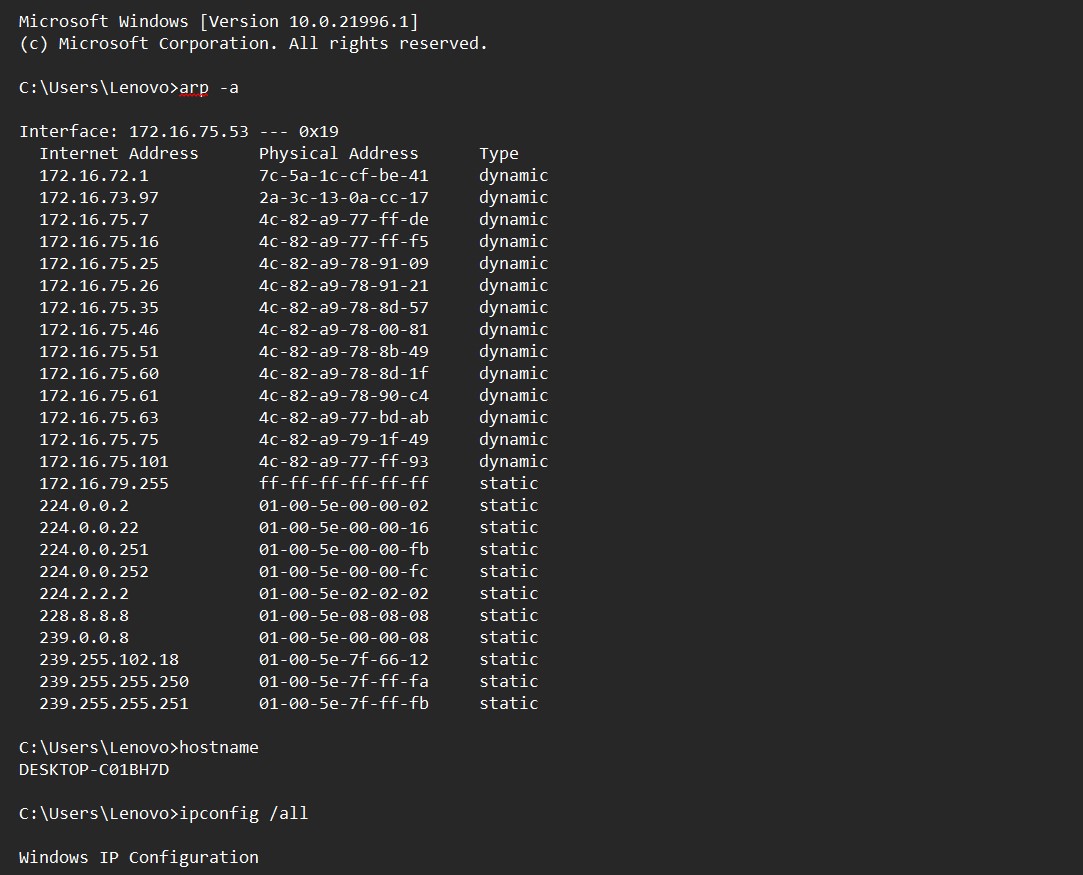 Microsoft Windows [Version 10.0.21996.1]
(c) Microsoft Corporation. All rights reserved.
C:\Users\Lenovo>arp -a
Interface: 172.16.75.53 --- 0x19
  Internet Address      Physical Address      Type
  172.16.72.1           7c-5a-1c-cf-be-41     dynamic
  172.16.73.97          2a-3c-13-0a-cc-17     dynamic
  172.16.75.7           4c-82-a9-77-ff-de     dynamic
  172.16.75.16          4c-82-a9-77-ff-f5     dynamic
  172.16.75.25          4c-82-a9-78-91-09     dynamic
  172.16.75.26          4c-82-a9-78-91-21     dynamic
  172.16.75.35          4c-82-a9-78-8d-57     dynamic
  172.16.75.46          4c-82-a9-78-00-81     dynamic
  172.16.75.51          4c-82-a9-78-8b-49     dynamic
  172.16.75.60          4c-82-a9-78-8d-1f     dynamic
  172.16.75.61          4c-82-a9-78-90-c4     dynamic
  172.16.75.63          4c-82-a9-77-bd-ab     dynamic
  172.16.75.75          4c-82-a9-79-1f-49     dynamic
  172.16.75.101         4c-82-a9-77-ff-93     dynamic
  172.16.79.255         ff-ff-ff-ff-ff-ff     static
  224.0.0.2             01-00-5e-00-00-02     static
  224.0.0.22            01-00-5e-00-00-16     static
  224.0.0.251           01-00-5e-00-00-fb     static
  224.0.0.252           01-00-5e-00-00-fc     static
  224.2.2.2             01-00-5e-02-02-02     static
  228.8.8.8             01-00-5e-08-08-08     static
  239.0.0.8             01-00-5e-00-00-08     static
  239.255.102.18        01-00-5e-7f-66-12     static
  239.255.255.250       01-00-5e-7f-ff-fa     static
  239.255.255.251       01-00-5e-7f-ff-fb     static
C:\Users\Lenovo>hostname
DESKTOP-C01BH7D
C:\Users\Lenovo>ipconfig /all
Windows IP Configuration